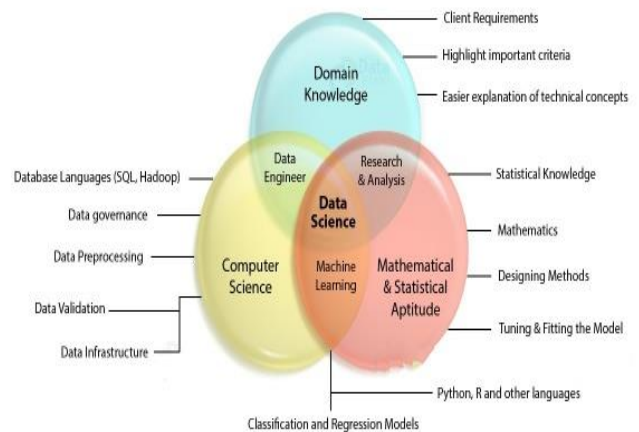 Client Requirements
Highlight important criteria
Easier explanation of technical concepts
Domain
Knowledge
Data
Engineer
Research
& Analysis
Data
Science
Computer
Science
Machine
Learning
Mathematical
& Statistical
Aptitude
Database Languages (SQL, Hadoop)
Data governance
Data Preprocessing
Data Validation
Data Infrastructure
Statistical Knowledge
Mathematics
Designing Methods
Tuning & Fitting the Model
Python, R and other languages
Classification and Regression Models